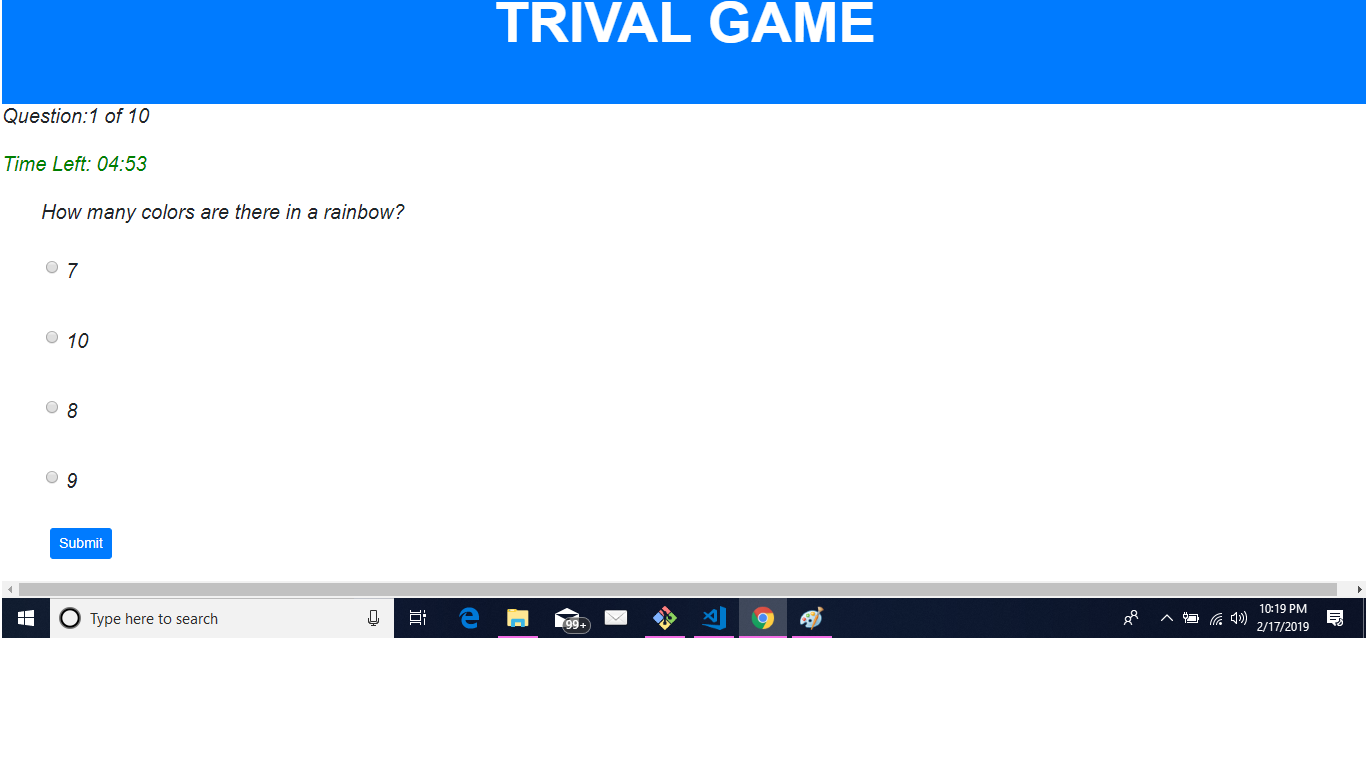 TRIVAL GAME
Question:1 of 10
Time Left: 04:53
How many colors are there in a rainbow?
7
10
8
9
Submit
Type here to search
99+
10:19 PM
2/17/2019